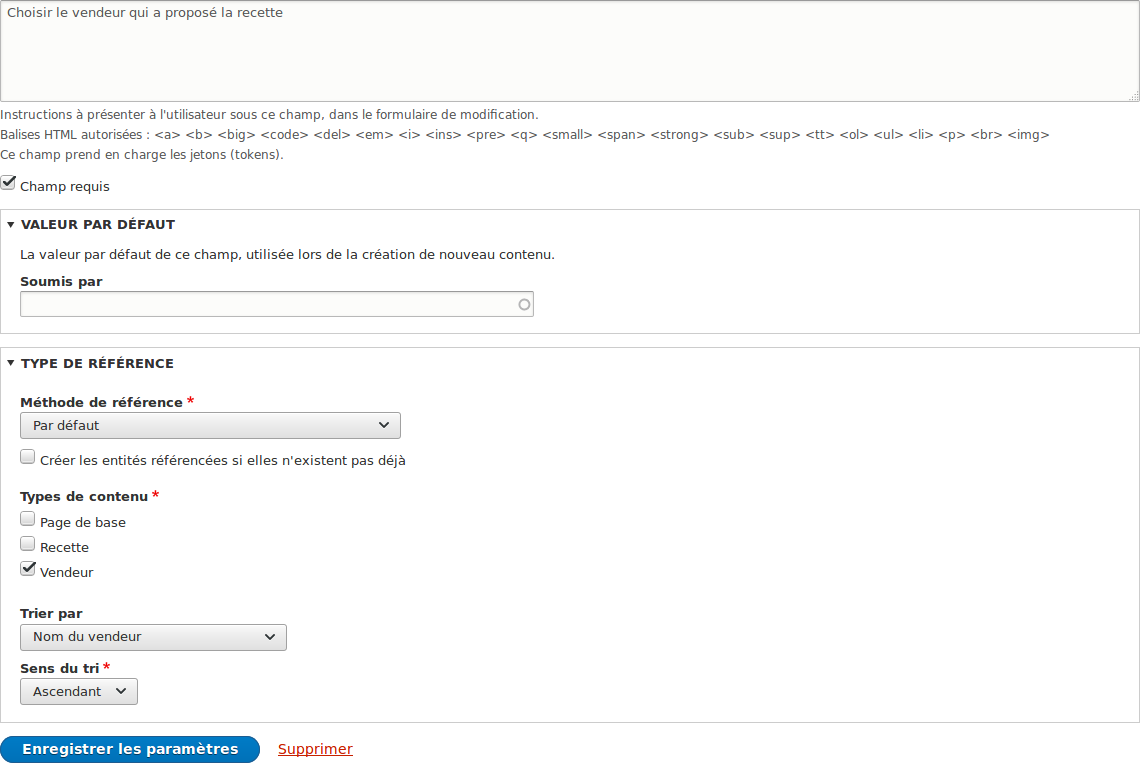 Choisir le vendeur qui a proposé la recette
Instructions à présenter à l'utilisateur sous ce champ, dans le formulaire de modification.
Balises HTML autorisées : <a> <b> <big> <code> <del> <em> <i> <ins> <pre> <q> <small> <span> <strong> <sub> <sup> <tt> <ol> <ul> <li> <p> <br> <img>
Ce champ prend en charge les jetons (tokens).
Champ requis
VALEUR PAR DÉFAUT
La valeur par défaut de ce champ, utilisée lors de la création de nouveau contenu.
Soumis par
TYPE DE RÉFÉRENCE
Méthode de référence *
Par défaut
Créer les entités référencées si elles n'existent pas déjà
Types de contenu *
Page de base
Recette
Vendeur
Trier par
Nom du vendeur
Sens du tri *
Ascendant
Enregistrer les paramètres Supprimer